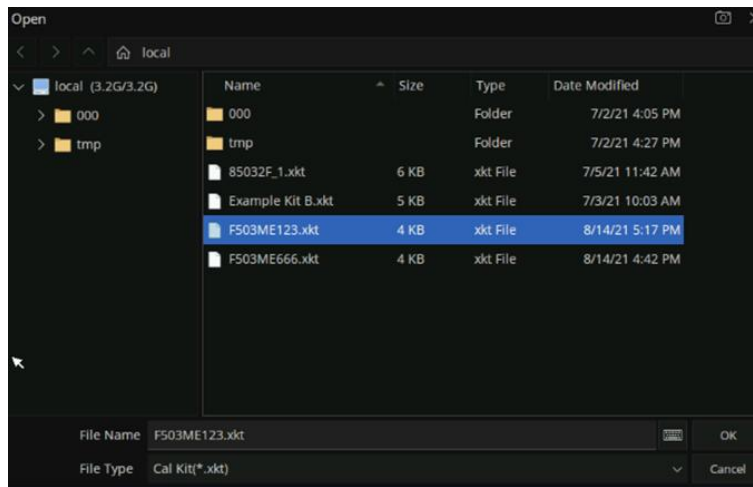 Open
local
local (3.2G/3.2G)
000
tmp
Name Size Type Date Modified
000 Folder 7/2/21 4:05 PM
tmp Folder 7/2/21 4:27 PM
85032F_1.xkt 6 KB xkt File 7/5/21 11:42 AM
Example Kit B.xkt 5 KB xkt File 7/3/21 10:03 AM
F503ME123.xkt 4 KB xkt File 8/14/21 5:17 PM
F503ME666.xkt 4 KB xkt File 8/14/21 4:42 PM
File Name F503ME123.xkt OK
File Type Cal Kit(*.xkt) Cancel